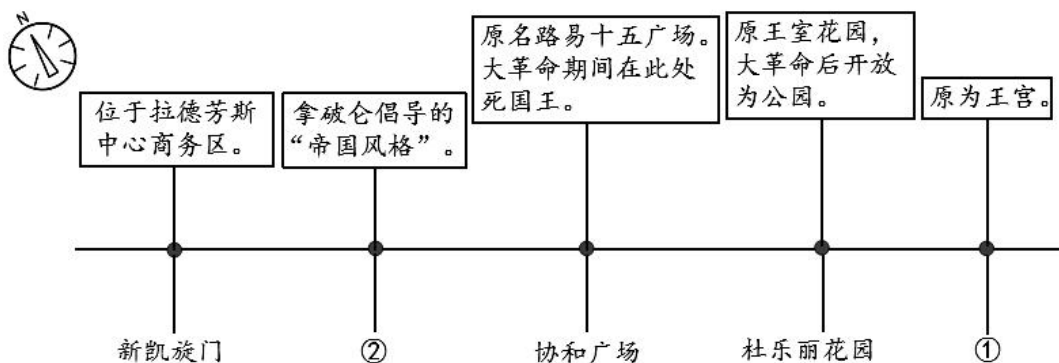 N
位于拉德芳斯
中心商务区。
拿破仑倡导的
“帝国风格”。
原名路易十五广场。
大革命期间在此处
死国王。
原王室花园，
大革命后开放
为公园。
原为王宫。
新凯旋门
②
协和广场
杜乐丽花园
①